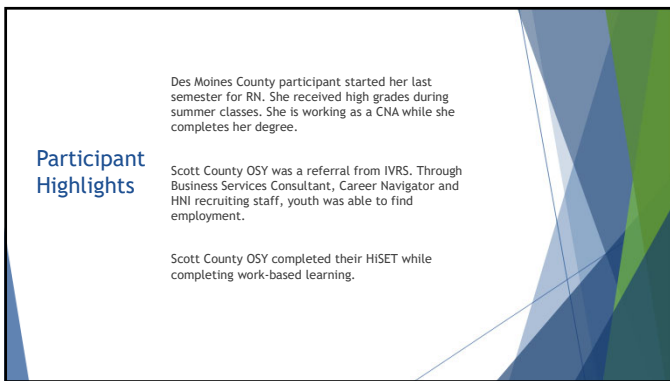 Participant
Highlights
Des Moines County participant started her last
semester for RN. She received high grades during
summer classes. She is working as a CNA while she
completes her degree.
Scott County OSY was a referral from IVRS. Through
Business Services Consultant, Career Navigator and
HNI recruiting staff, youth was able to find
employment.
Scott County OSY completed their HiSET while
completing work-based learning.